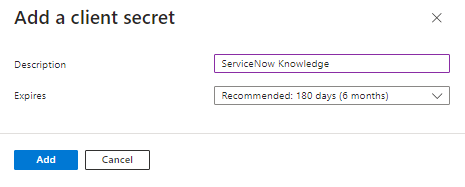 Add a client secret
Description ServiceNow Knowledge
Expires Recommended: 180 days (6 months)
Add Cancel